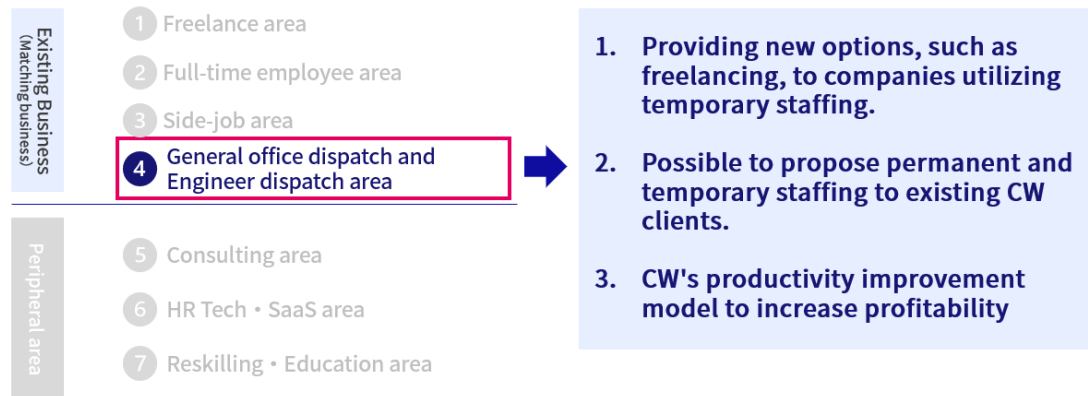 Existing Business
(Matching business)
1 Freelance area
2 Full-time employee area
3 Side-job area
4 General office dispatch and
Engineer dispatch area
Peripheral area
5 Consulting area
6 HR Tech・SaaS area
7 Reskilling・Education area
1. Providing new options, such as
freelancing, to companies utilizing
temporary staffing.
2. Possible to propose permanent and
temporary staffing to existing CW
clients.
3. CW's productivity improvement
model to increase profitability